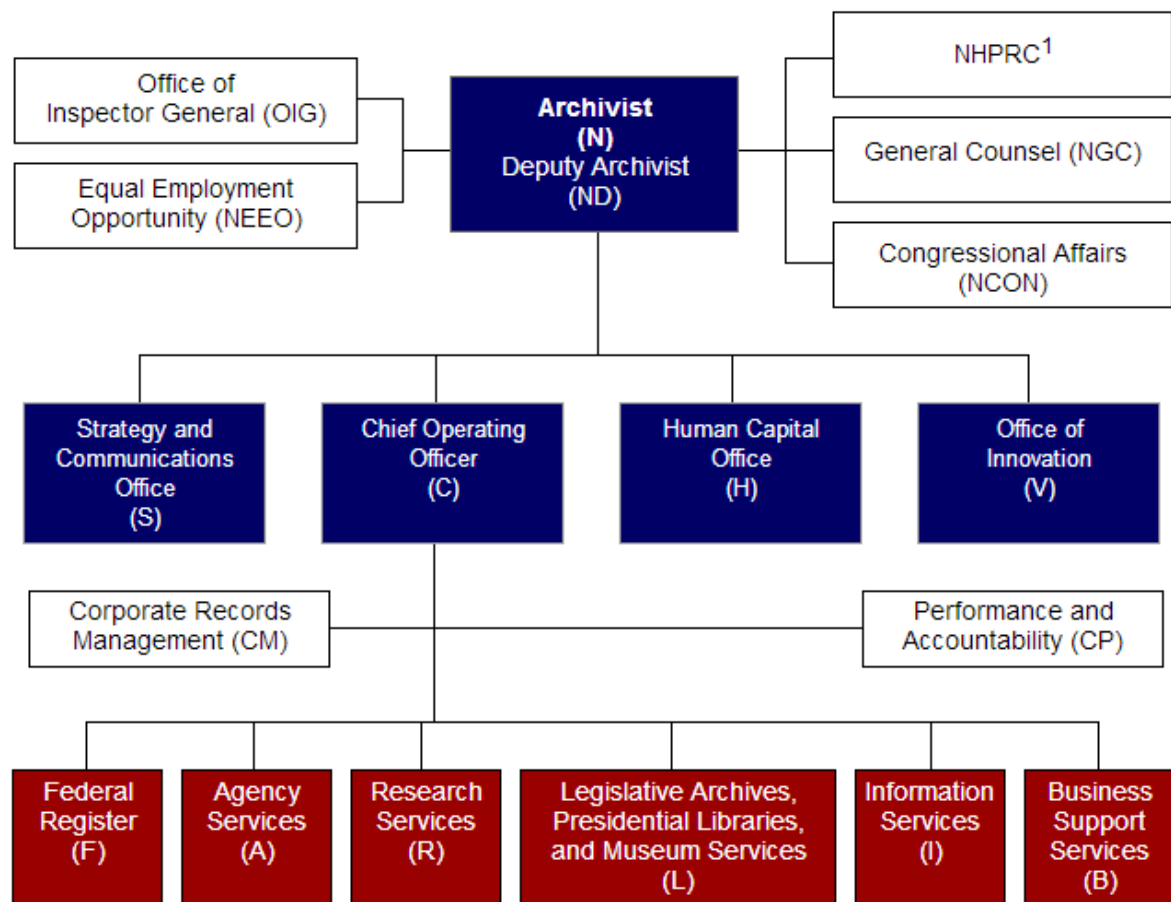 Office of
Inspector General (OIG)
Equal Employment
Opportunity (NEEO)
Archivist
(N)
Deputy Archivist
(ND)
NHPRC1
General Counsel (NGC)
Congressional Affairs
(NCON)
Strategy and
Communications
Office
(S)
Chief Operating
Officer
(C)
Human Capital
Office
(H)
Office of
Innovation
(V)
Corporate Records
Management (CM)
Performance and
Accountability (CP)
Federal
Register
(F)
Agency
Services
(A)
Research
Services
(R)
Legislative Archives,
Presidential Libraries,
and Museum Services
(L)
Information
Services
(I)
Business
Support
Services
(B)